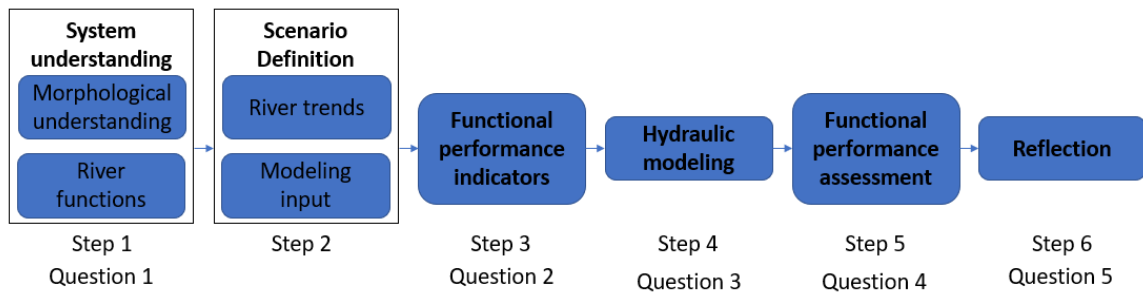 System
understanding
Morphological
understanding
River
functions
Scenario
Definition
River trends
Modeling
input
Functional
performance
indicators
Hydraulic
modeling
Functional
performance
assessment
Reflection
Step 1
Question 1
Step 2
Step 3
Question 2
Step 4
Question 3
Step 5
Question 4
Step 6
Question 5